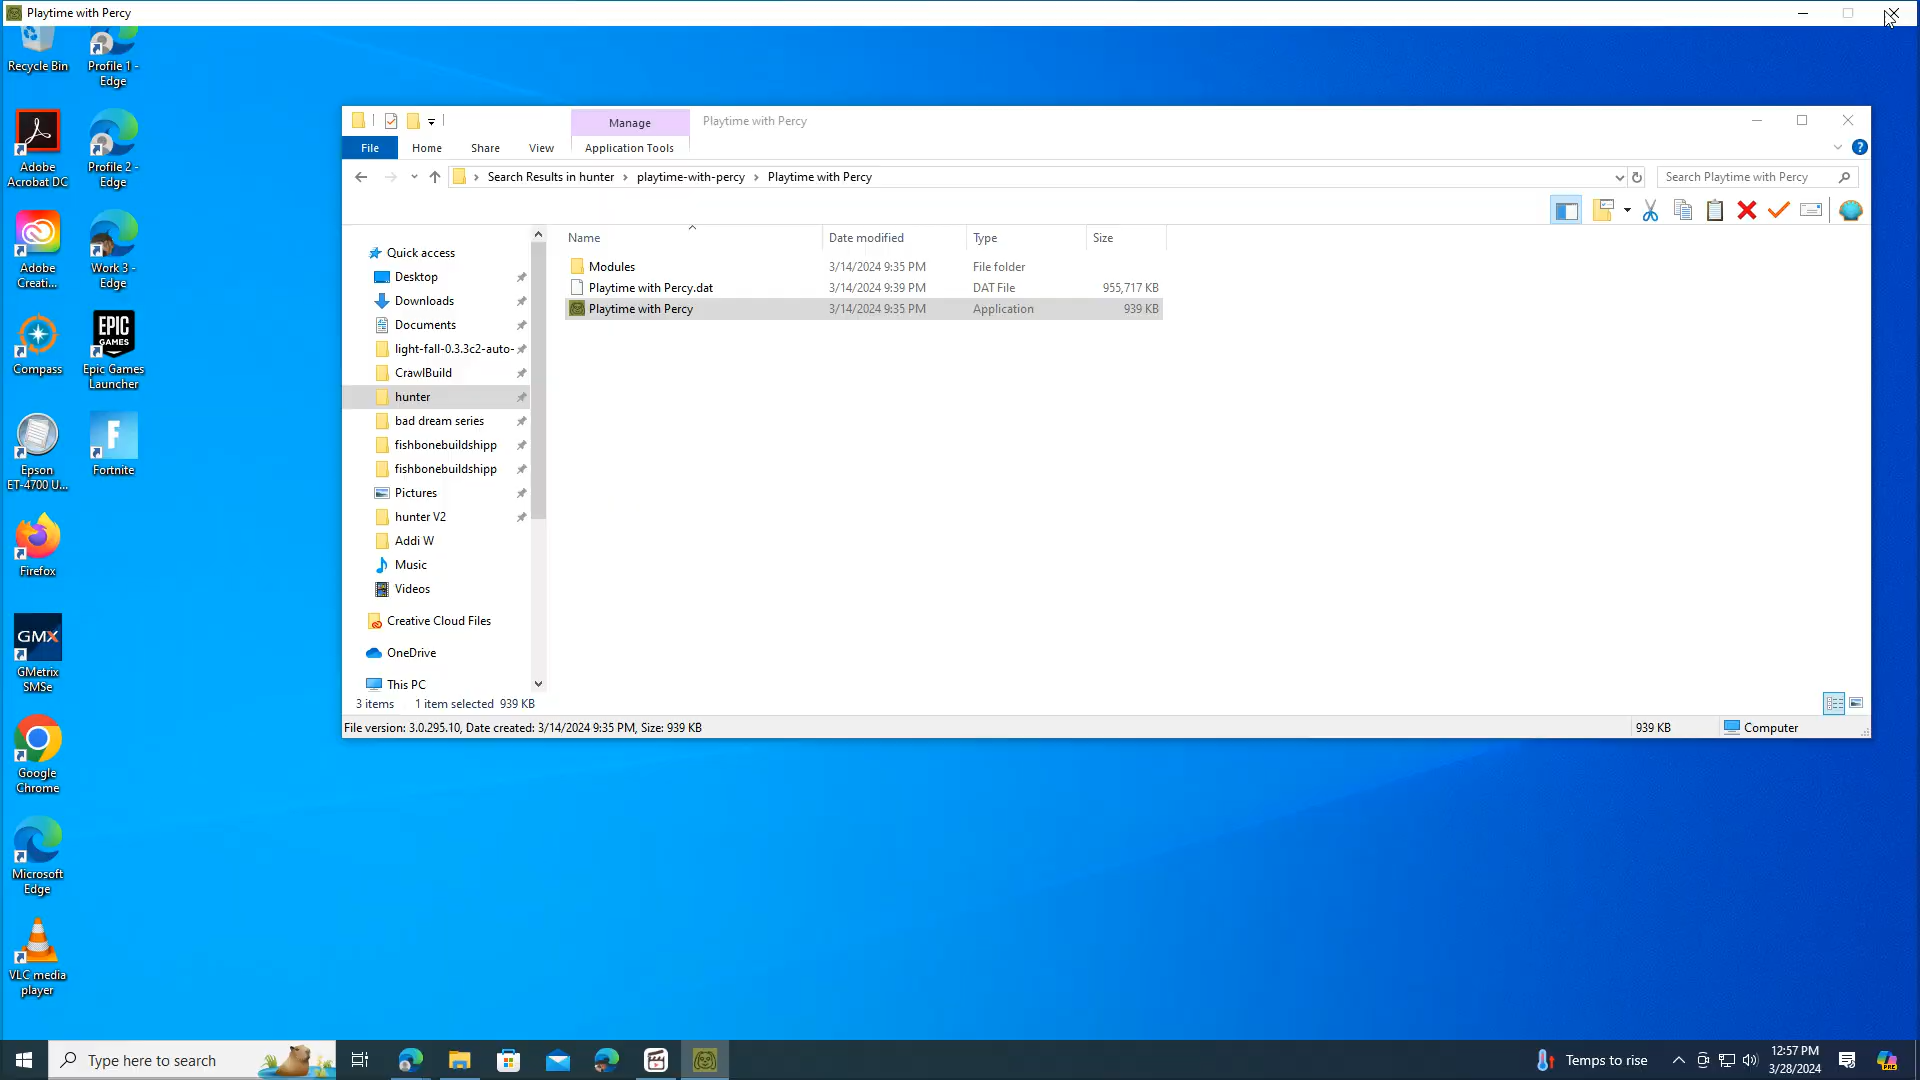 Playtime with Percy
Recycle Bin
Profile 1 -
Edge
Adobe
Acrobat DC
Profile 2 -
Edge
Adobe
Creati...
Work 3 -
Edge
Compass
EPIC
GAMES
Epic Games
Launcher
Epson
ET-4700 U...
Fortnite
Firefox
GMX
GMetrix
SMSe
Google
Chrome
Microsoft
Edge
VLC media
player
Manage
Playtime with Percy
File
Home
Share
View
Application Tools
Search Results in hunter
playtime-with-percy
Playtime with Percy
Search Playtime with Percy
Quick access
Desktop
Downloads
Documents
light-fall-0.3.3c2-auto-
CrawlBuild
hunter
bad dream series
fishbonebuildshipp
fishbonebuildshipp
Pictures
hunter V2
Addi W
Music
Videos
Creative Cloud Files
OneDrive
This PC
Name Date modified Type Size
Modules 3/14/2024 9:35 PM File folder
Playtime with Percy.dat 3/14/2024 9:39 PM DAT File 955,717 KB
Playtime with Percy 3/14/2024 9:35 PM Application 939 KB
3 items 1 item selected 939 KB
File version: 3.0.295.10, Date created: 3/14/2024 9:35 PM, Size: 939 KB
939 KB
Computer
Type here to search
Temps to rise
12:57 PM
3/28/2024
PRE